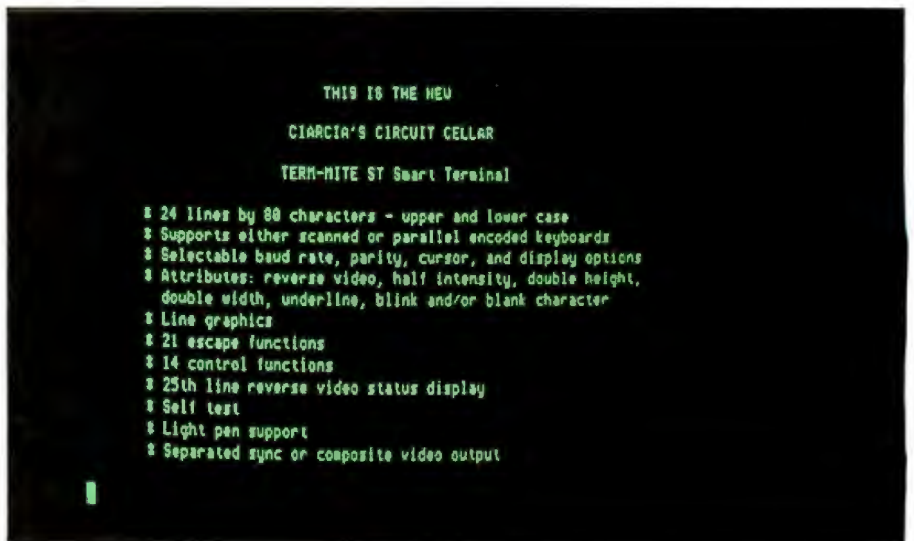 THIS IS THE NEW
CIARCIA'S CIRCUIT CELLAR
TERM-MITE ST Smart Terminal
* 24 lines by 80 characters - upper and lower case
* Supports either scanned or parallel encoded keyboards
* Selectable baud rate, parity, cursor, and display options
* Attributes: reverse video, half intensity, double height,
double width, underline, blink and/or blank character
* Line graphics
* 21 escape functions
* 14 control functions
* 25th line reverse video status display
* Self test
* Light pen support
* Separated sync or composite video output